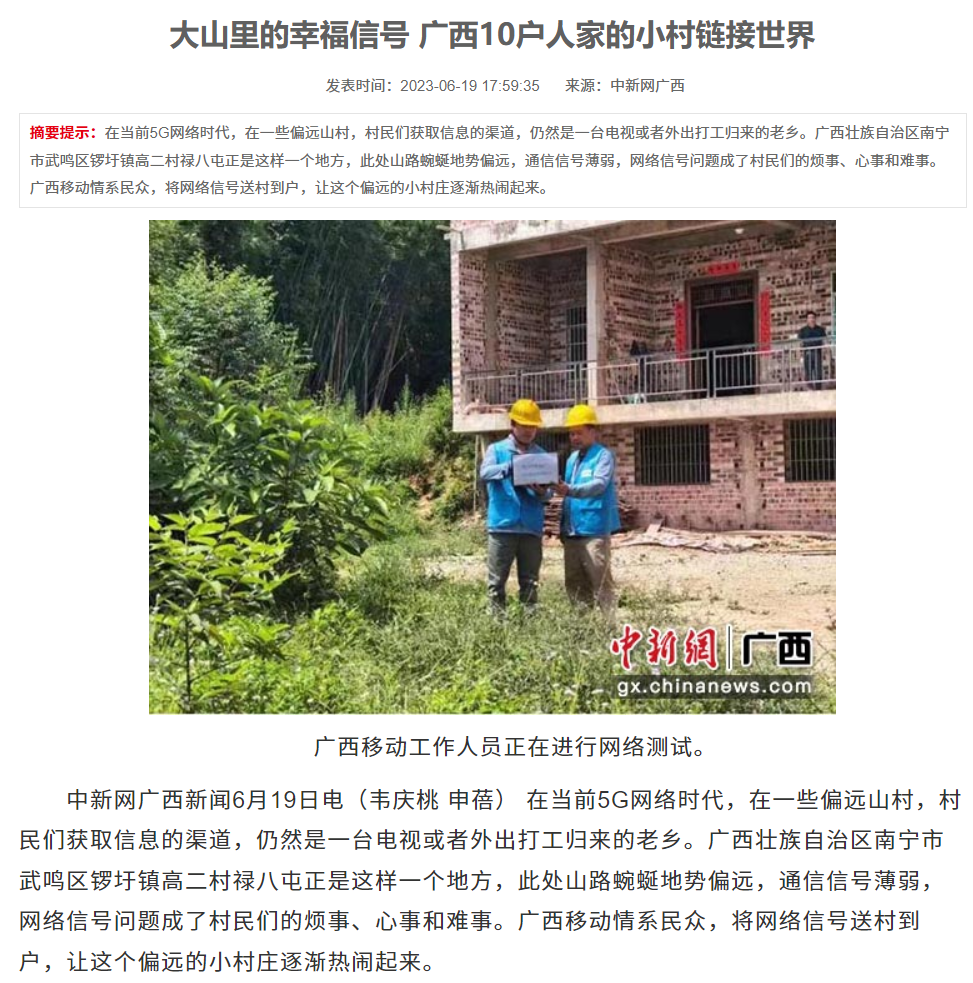 大山里的幸福信号 广西10户人家的小村链接世界
发表时间：2023-06-19 17:59:35 来源：中新网广西
摘要提示：在当前5G网络时代，在一些偏远山村，村民们获取信息的渠道，仍然是一台电视或者外出打工归来的老乡。广西壮族自治区南宁
市武鸣区锣圩镇高二村禄八屯正是这样一个地方，此处山路蜿蜒地势偏远，通信信号薄弱，网络信号问题成了村民们的烦事、心事和难事。
广西移动情系民众，将网络信号送村到户，让这个偏远的小村庄逐渐热闹起来。
中新網 广西
gx.chinanews.com
广西移动工作人员正在进行网络测试。
中新网广西新闻6月19日电（韦庆桃 申蓓） 在当前5G网络时代，在一些偏远山村，村
民们获取信息的渠道，仍然是一台电视或者外出打工归来的老乡。广西壮族自治区南宁市
武鸣区锣圩镇高二村禄八屯正是这样一个地方，此处山路蜿蜒地势偏远，通信信号薄弱，
网络信号问题成了村民们的烦事、心事和难事。广西移动情系民众，将网络信号送村到
户，让这个偏远的小村庄逐渐热闹起来。